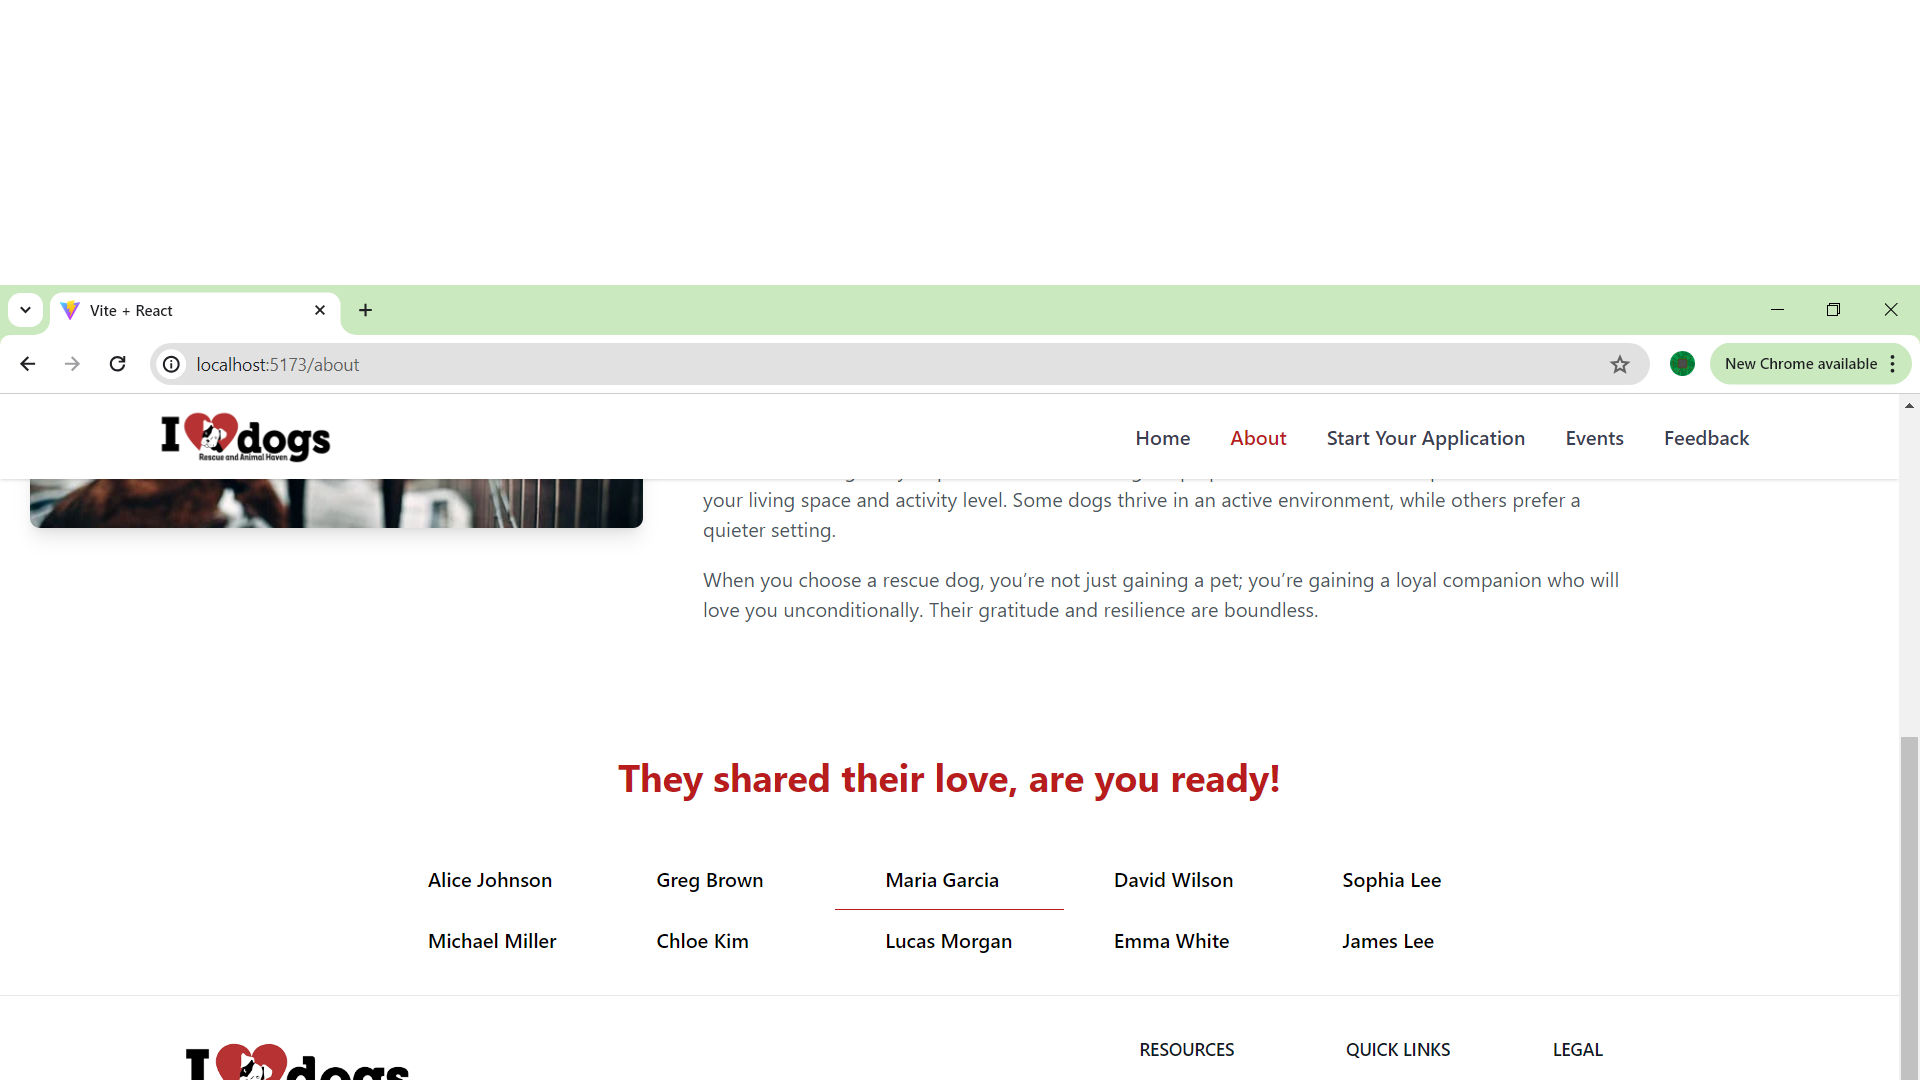 Vite + React
localhost:5173/about
New Chrome available
I dogs
Rescue and Animal Haven
Home About Start Your Application Events Feedback
your living space and activity level. Some dogs thrive in an active environment, while others prefer a
quieter setting.
When you choose a rescue dog, you’re not just gaining a pet; you’re gaining a loyal companion who will
love you unconditionally. Their gratitude and resilience are boundless.
They shared their love, are you ready!
Alice Johnson Greg Brown Maria Garcia David Wilson Sophia Lee
Michael Miller Chloe Kim Lucas Morgan Emma White James Lee
I dogs
RESOURCES QUICK LINKS LEGAL